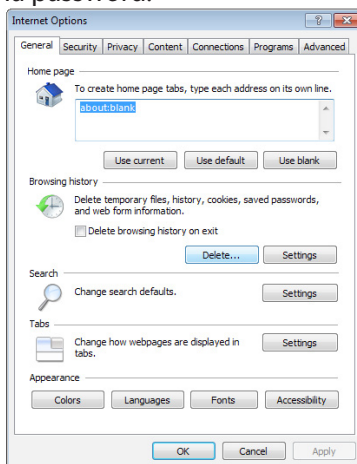 la password.
Internet Options
General Security Privacy Content Connections Programs Advanced
Home page
To create home page tabs, type each address on its own line.
about:blank
Use current Use default Use blank
Browsing history
Delete temporary files, history, cookies, saved passwords,
and web form information.
Delete browsing history on exit
Delete... Settings
Search
Change search defaults. Settings
Tabs
Change how webpages are displayed in
tabs.
Settings
Appearance
Colors Languages Fonts Accessibility
OK Cancel Apply